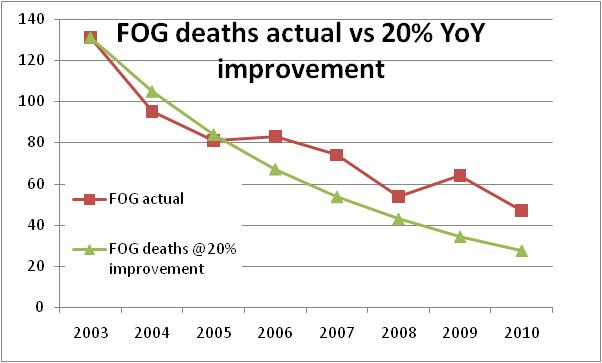 FOG deaths actual vs 20% YoY
improvement
140
120
100
80
60
40
20
0
FOG actual
FOG deaths @20%
improvement
2003 2004 2005 2006 2007 2008 2009 2010